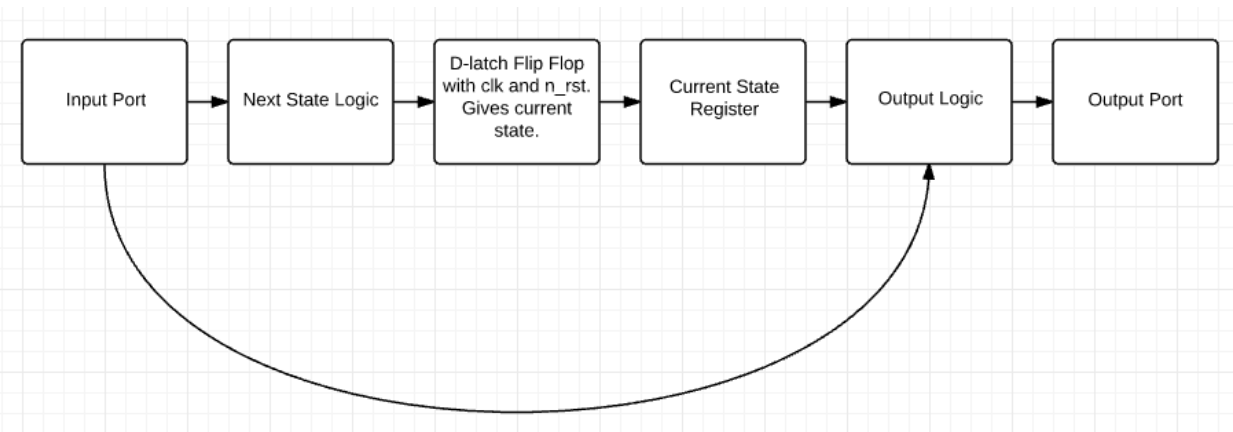 Input Port
Next State Logic
D-latch Flip Flop
with clk and n_rst.
Gives current
state.
Current State
Register
Output Logic
Output Port